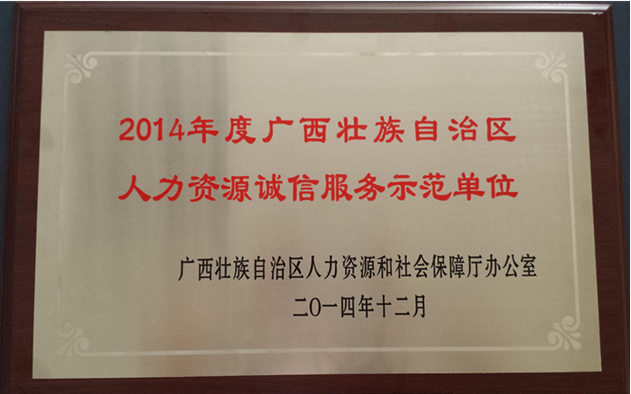 2014年度广西壮族自治区
人力资源诚信服务示范单位
广西壮族自治区人力资源和社会保障厅办公室
二〇一四年十二月